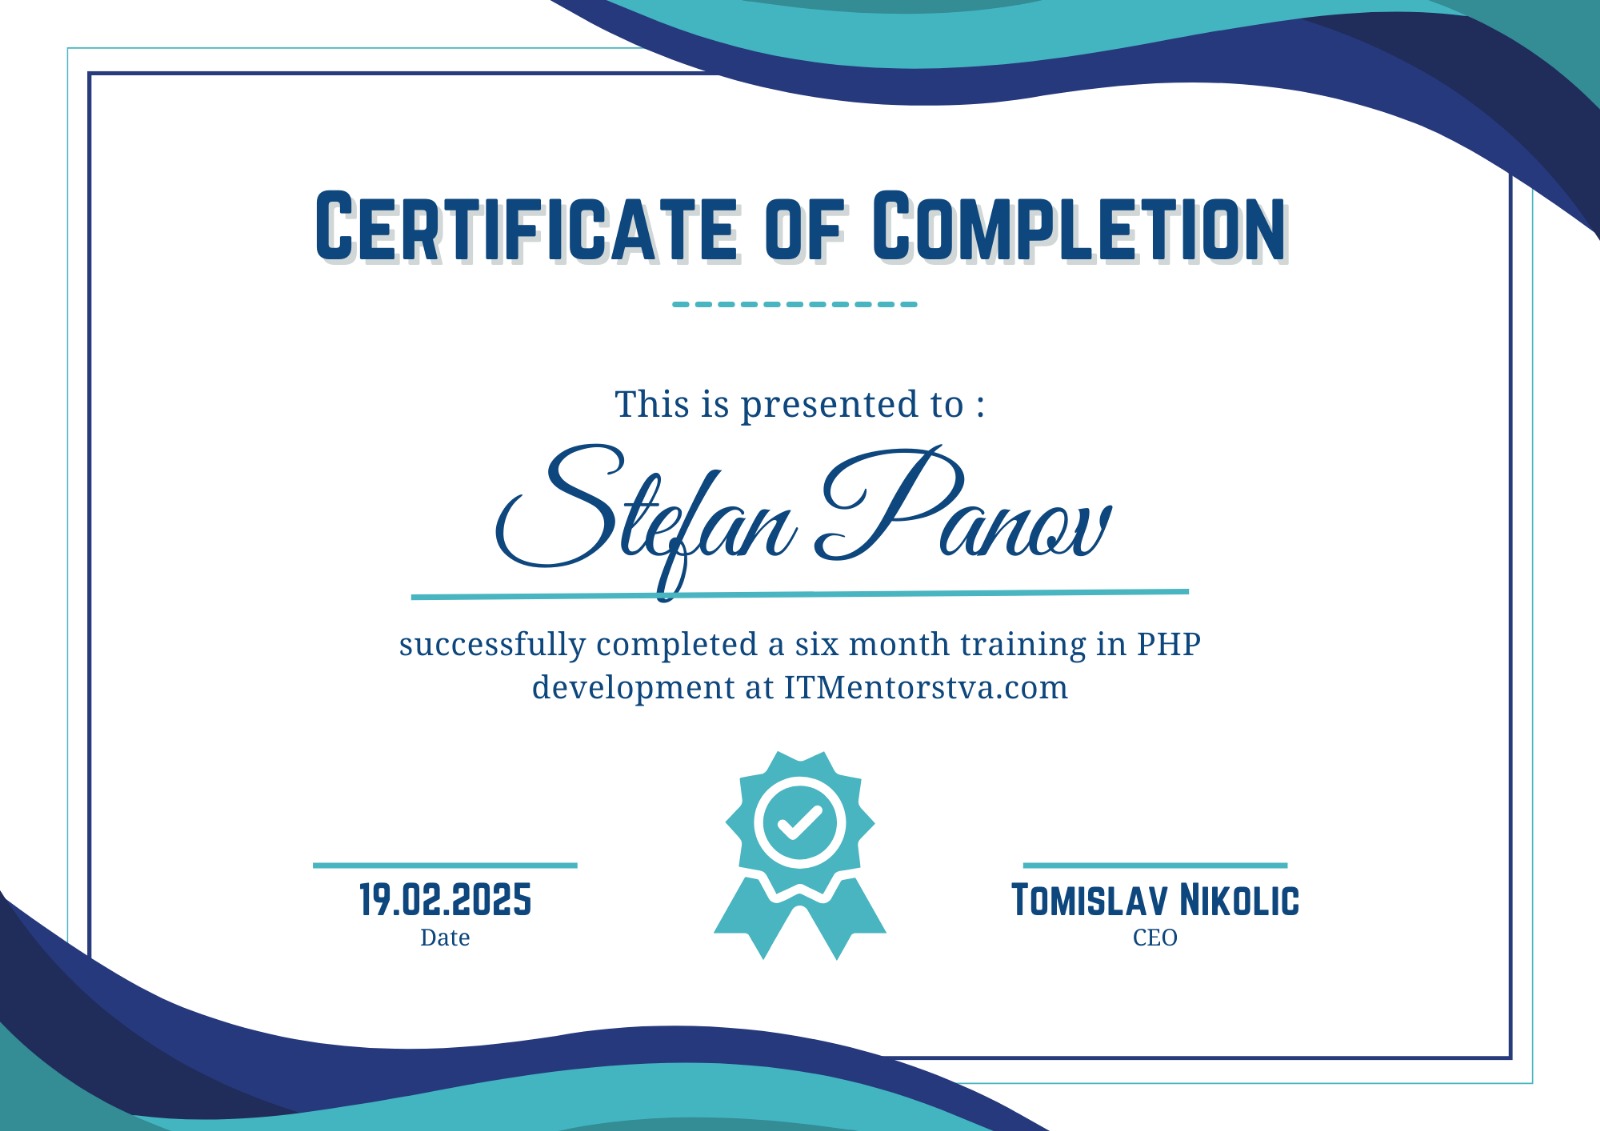 Certificate of Completion
This is presented to :
Stefan Panov
successfully completed a six month training in PHP
development at ITMentorstva.com
19.02.2025
Date
Tomislav Nikolic
CEO